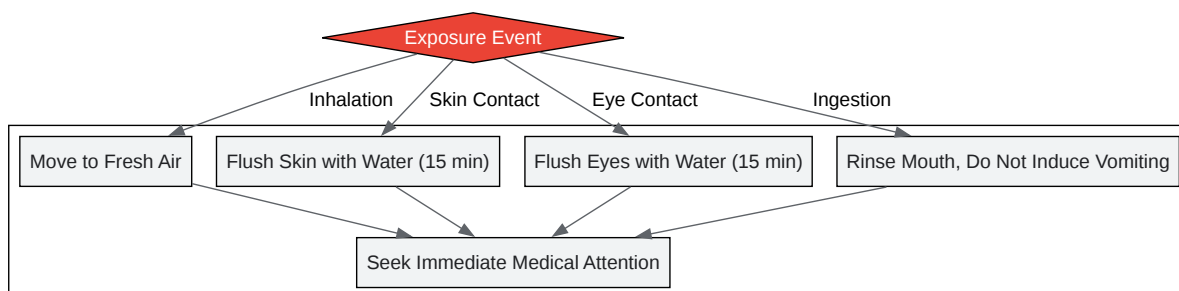 Exposure Event
Inhalation
Skin Contact
Eye Contact
Ingestion
Move to Fresh Air
Flush Skin with Water (15 min)
Flush Eyes with Water (15 min)
Rinse Mouth, Do Not Induce Vomiting
Seek Immediate Medical Attention